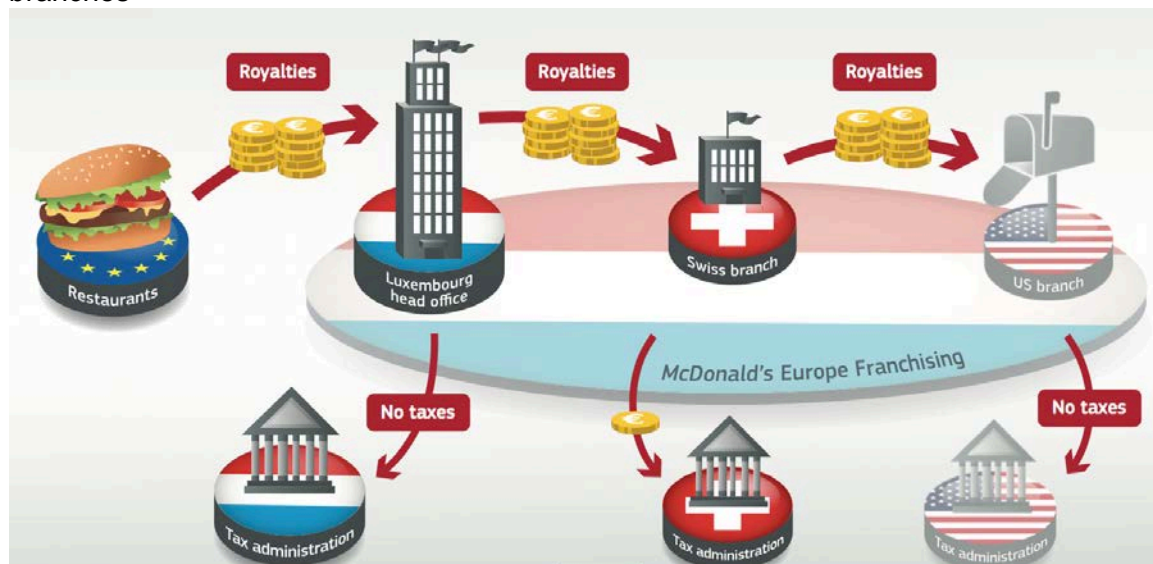 branches
Royalties
Royalties
Royalties
Restaurants
Luxembourg
head office
Swiss branch
US branch
McDonald's Europe Franchising
No taxes
No taxes
Tax administration
Tax administration
Tax administration